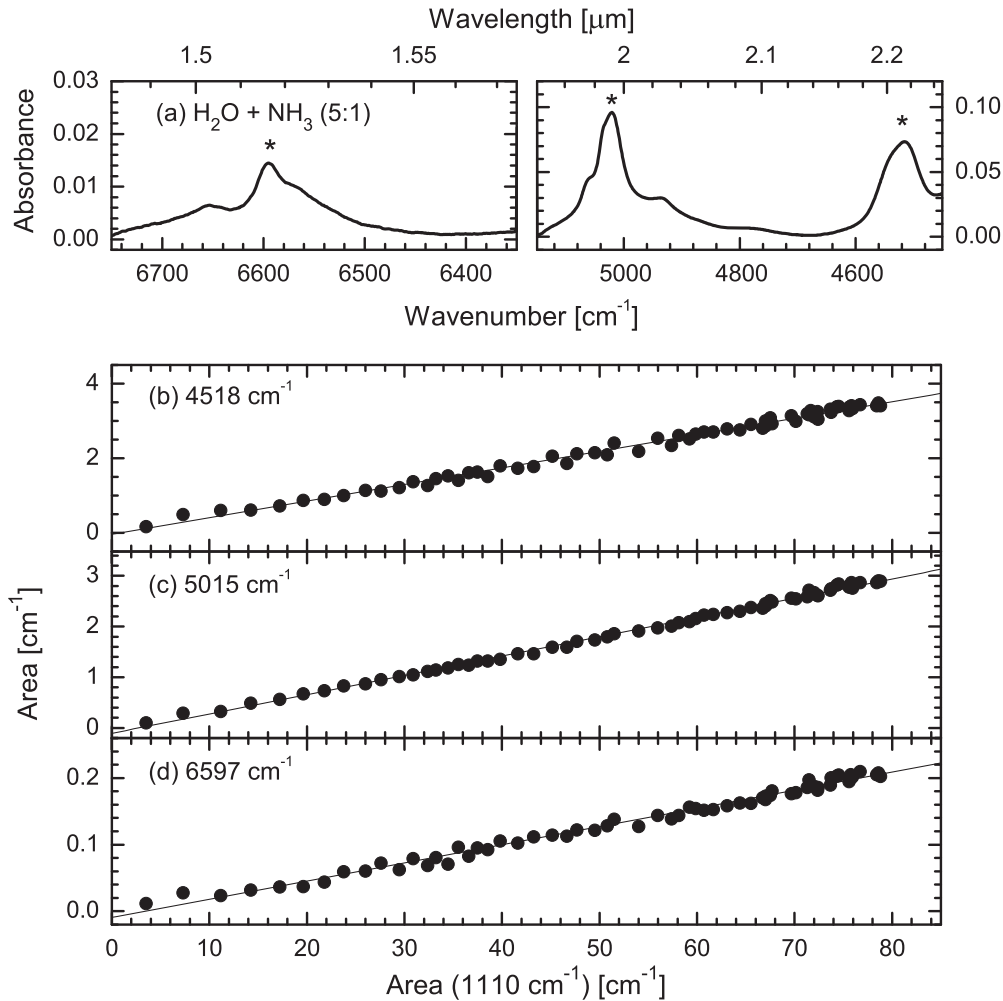 Wavelength [μm]
1.5 1.55 2 2.1 2.2
0.03
0.02
0.01
0.00
Absorbance
(a) H2O + NH3 (5:1)
*
* *
0.10
0.05
0.00
6700 6600 6500 6400 5000 4800 4600
Wavenumber [cm-1]
(b) 4518 cm-1
4
2
0
(c) 5015 cm-1
3
2
1
0
Area [cm-1]
(d) 6597 cm-1
0.2
0.1
0.0
0 10 20 30 40 50 60 70 80
Area (1110 cm-1) [cm-1]